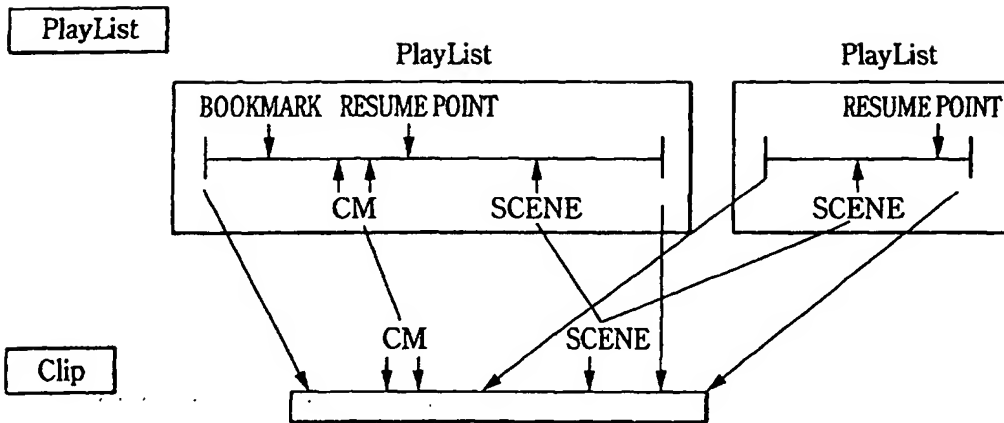 PlayList
PlayList
PlayList
BOOKMARK RESUME POINT
RESUME POINT
CM
SCENE
SCENE
CM
SCENE
Clip